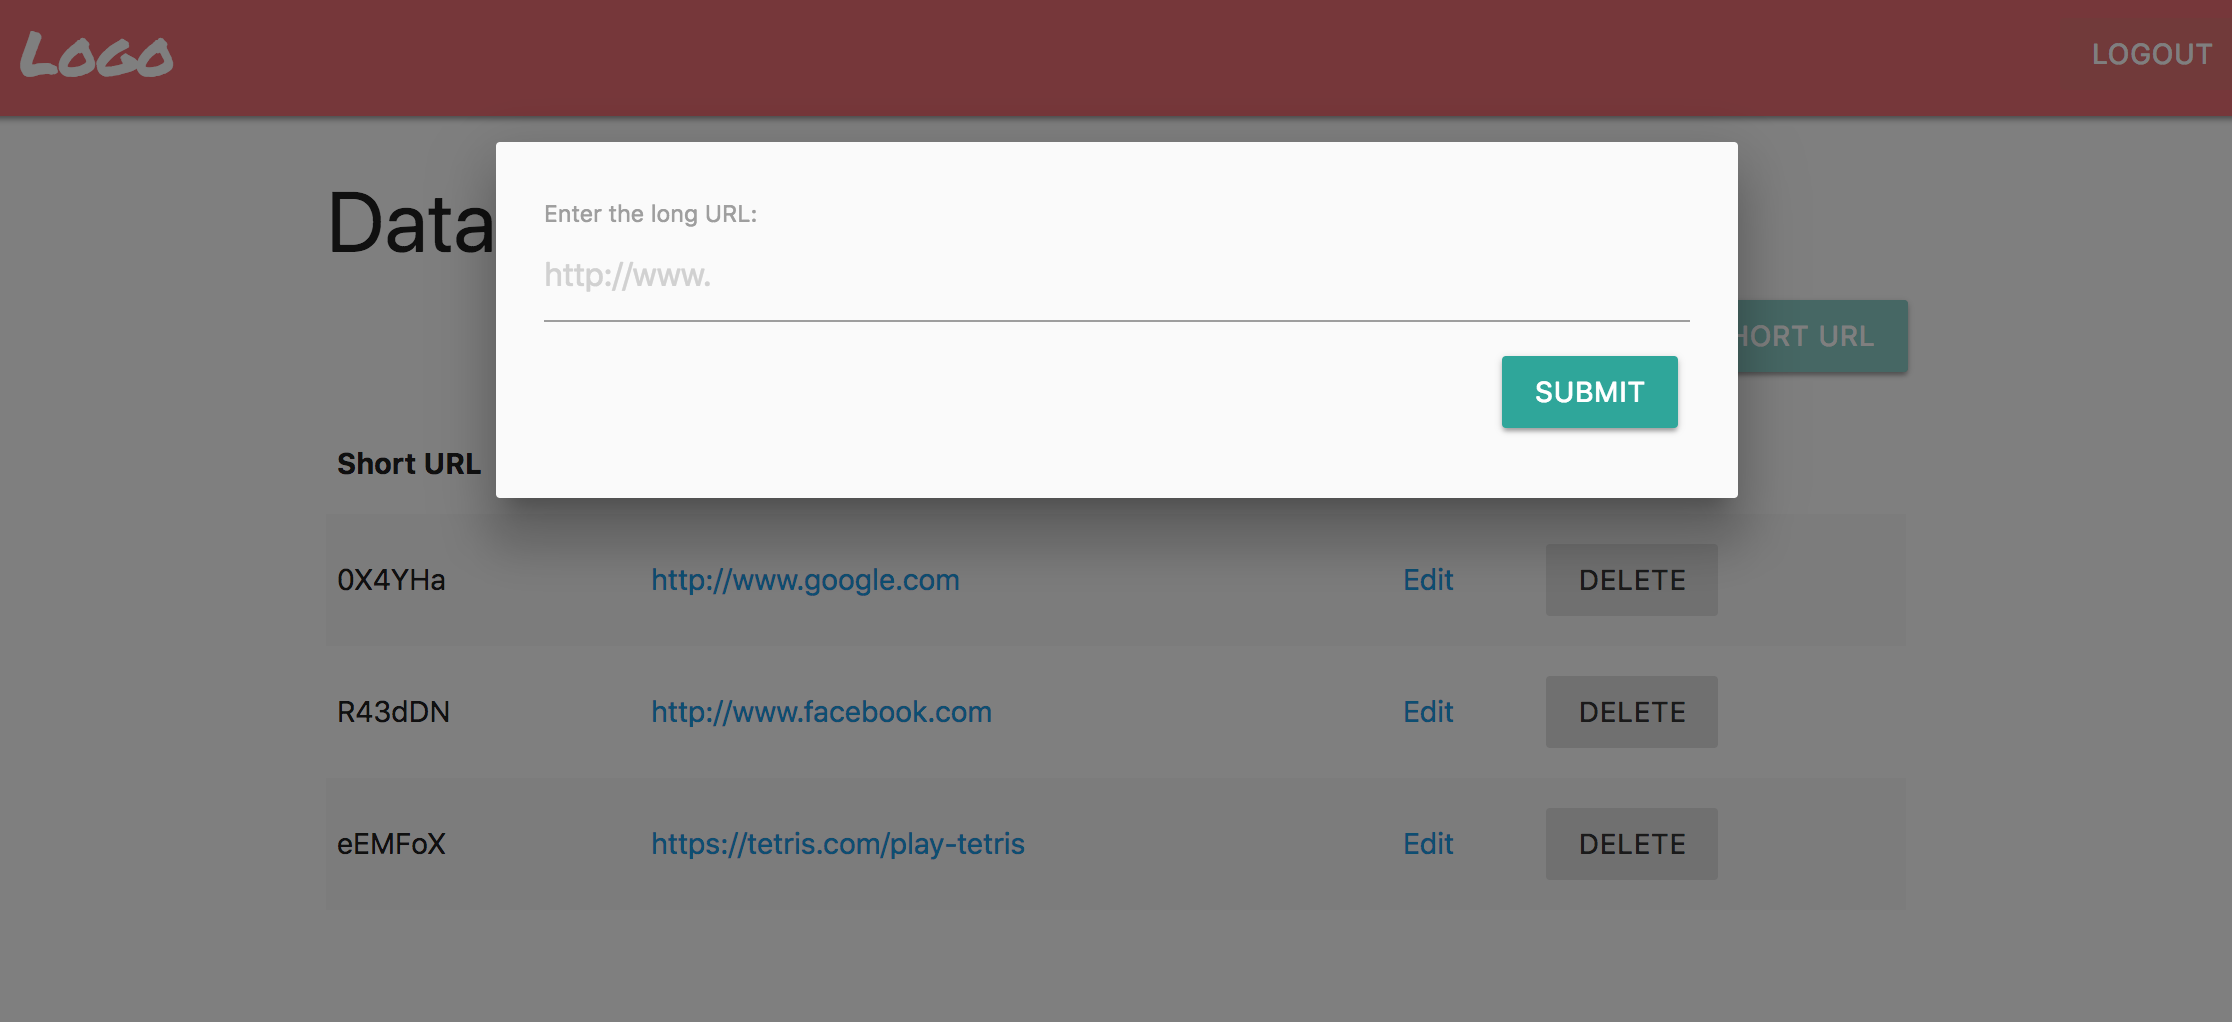 Logo
LOGOUT
Data
Enter the long URL:
http://www.
HORT URL
SUBMIT
Short URL
0X4YHa http://www.google.com Edit DELETE
R43dDN http://www.facebook.com Edit DELETE
eEMFoX https://tetris.com/play-tetris Edit DELETE